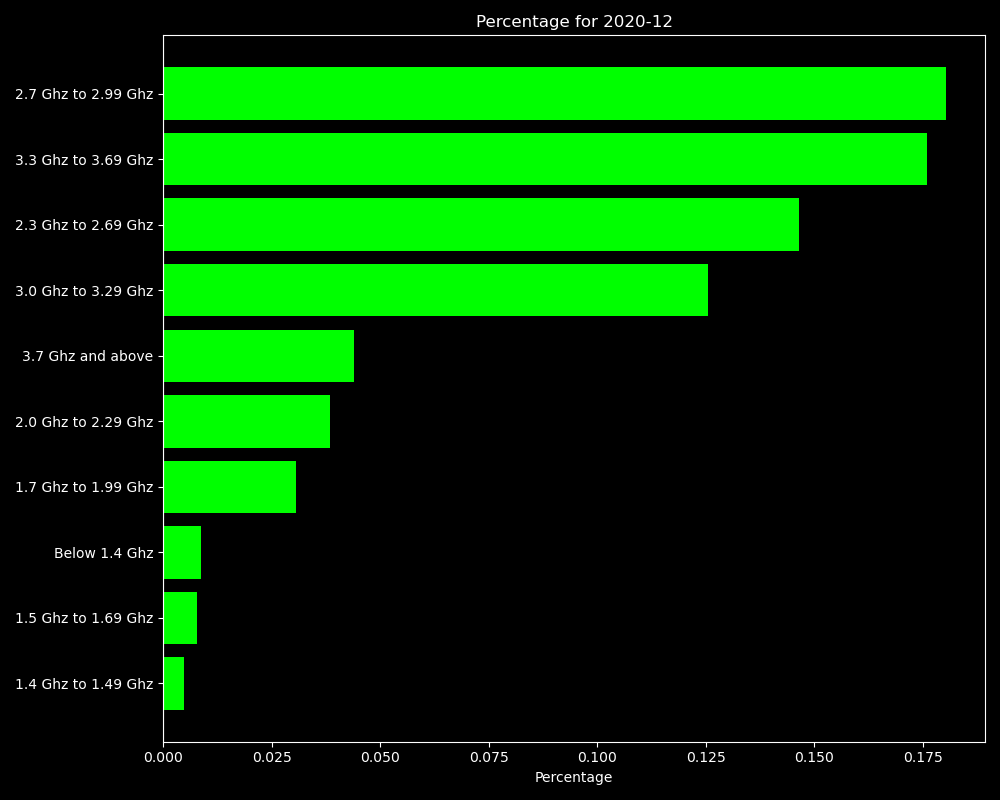 Percentage for 2020-12
2.7 Ghz to 2.99 Ghz
3.3 Ghz to 3.69 Ghz
2.3 Ghz to 2.69 Ghz
3.0 Ghz to 3.29 Ghz
3.7 Ghz and above
2.0 Ghz to 2.29 Ghz
1.7 Ghz to 1.99 Ghz
Below 1.4 Ghz
1.5 Ghz to 1.69 Ghz
1.4 Ghz to 1.49 Ghz
0.000 0.025 0.050 0.075 0.100 0.125 0.150 0.175
Percentage